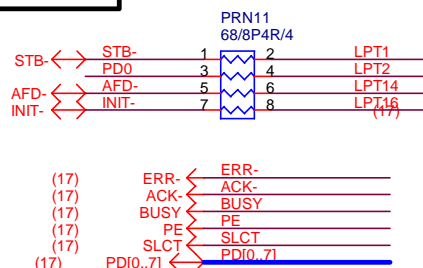 PRN11
68/8P4R/4
STB- STB- 1 2 LPT1
PD0 3 4 LPT2
AFD- AFD- 5 6 LPT14
INIT- INIT- 7 8 LPT16
(17)
(17) ERR- ERR-
(17) ACK- ACK-
(17) BUSY BUSY
(17) PE PE
(17) SLCT SLCT
(17) PD[0..7] PD[0..7]